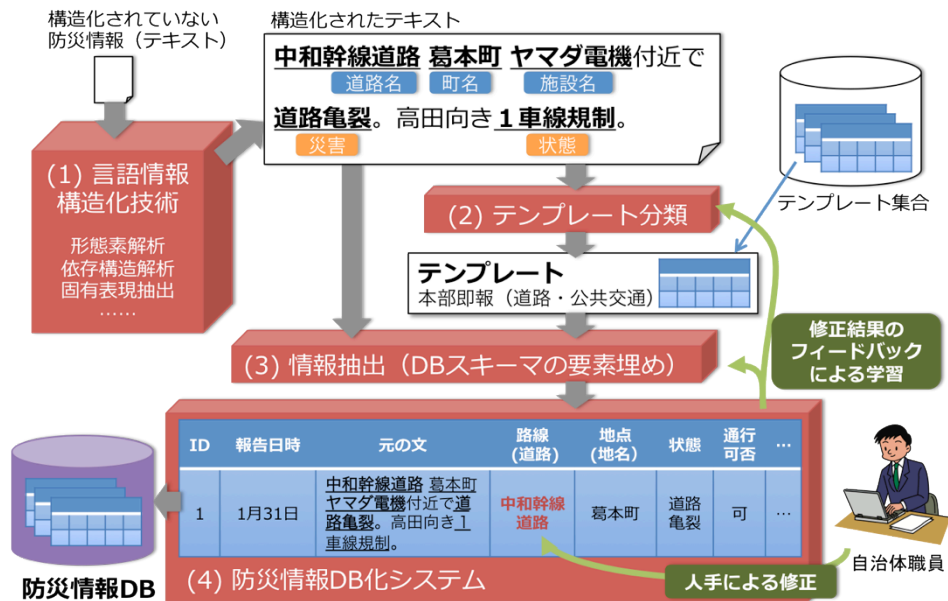 構造化されていない
防災情報（テキスト）
構造化されたテキスト
中和幹線道路 葛本町 ヤマダ電機付近で
道路名 町名 施設名
道路亀裂。高田向き１車線規制。
災害 状態
(1) 言語情報
構造化技術
形態素解析
依存構造解析
固有表現抽出
……
テンプレート集合
(2) テンプレート分類
テンプレート
本部即報（道路・公共交通）
修正結果の
フィードバック
による学習
(3) 情報抽出（DBスキーマの要素埋め）
ID 報告日時 元の文 路線 地点 状態 通行 …
(道路) (地名) 可否
中和幹線道路 葛本町
ヤマダ電機付近で道
路亀裂。高田向き１
車線規制。
1 1月31日 中和幹線 葛本町 道路 可 …
道路 亀裂
防災情報DB
(4) 防災情報DB化システム
人手による修正
自治体職員